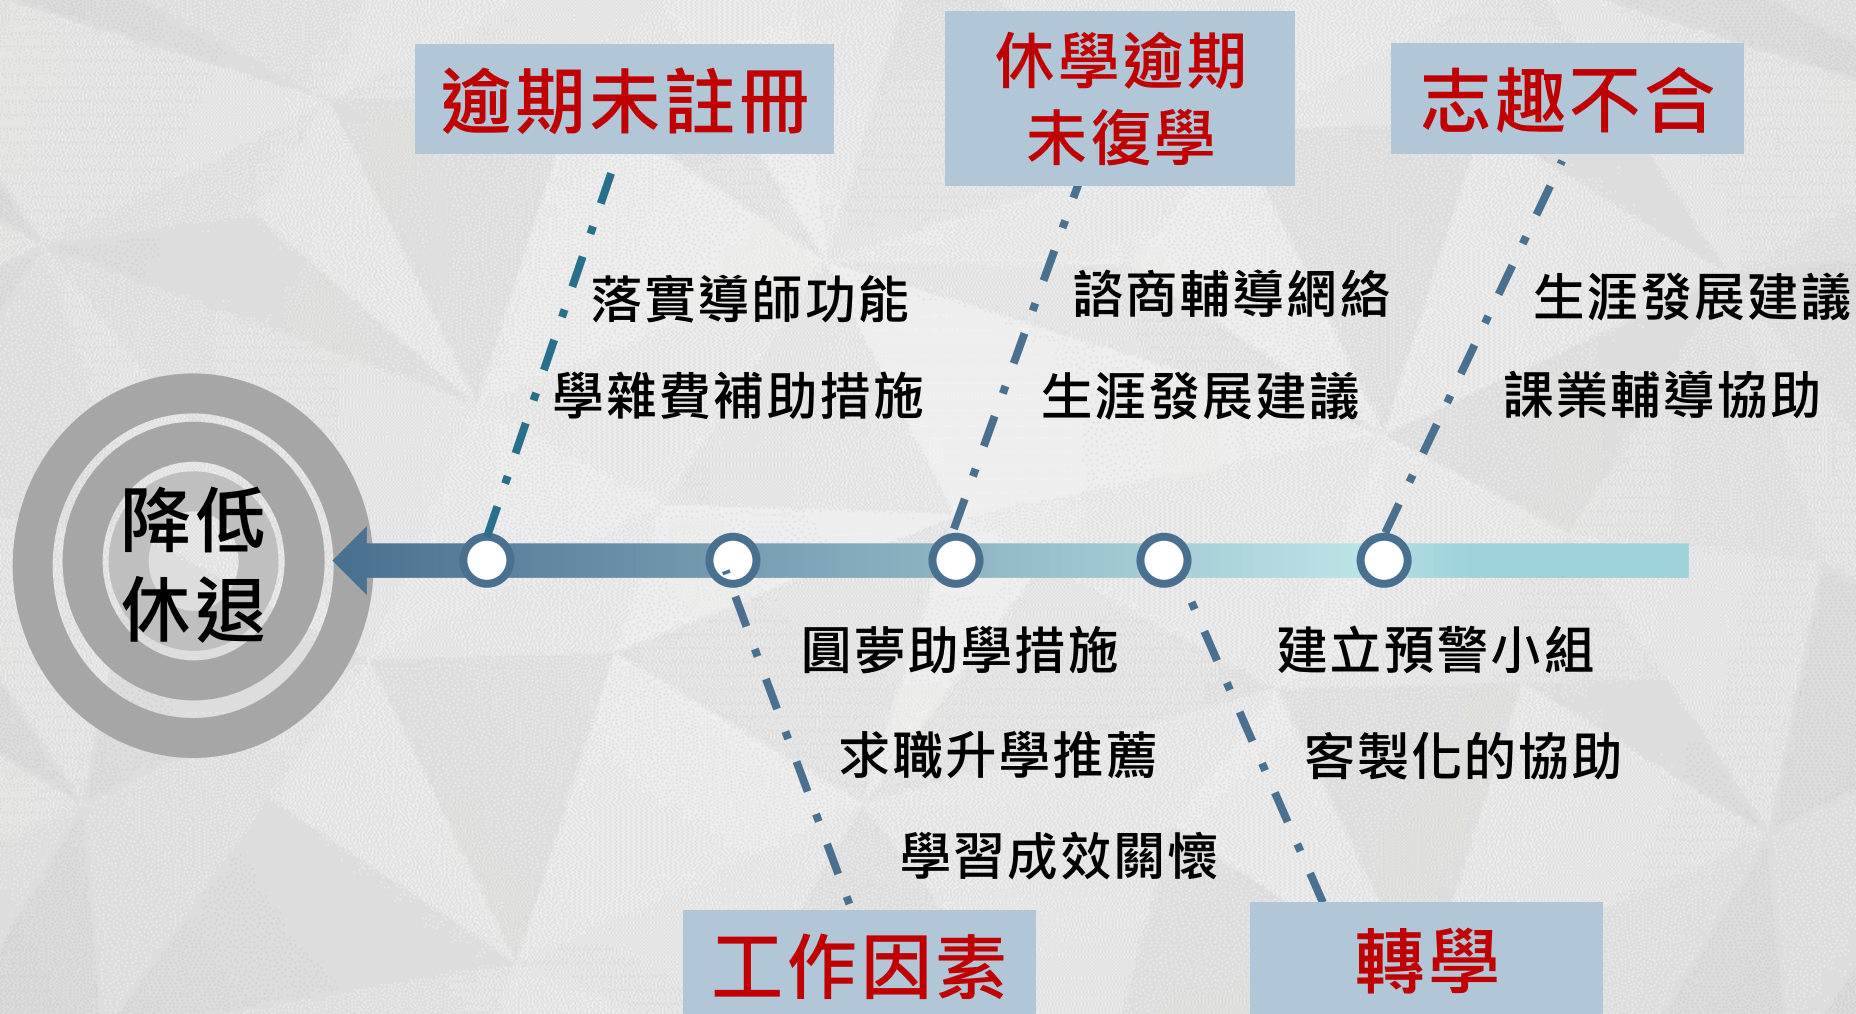 逾期未註冊
休學逾期
未復學
志趣不合
落實導師功能
學雜費補助措施
諮商輔導網絡
生涯發展建議
生涯發展建議
課業輔導協助
降低
休退
圓夢助學措施
求職升學推薦
學習成效關懷
建立預警小組
客製化的協助
工作因素
轉學